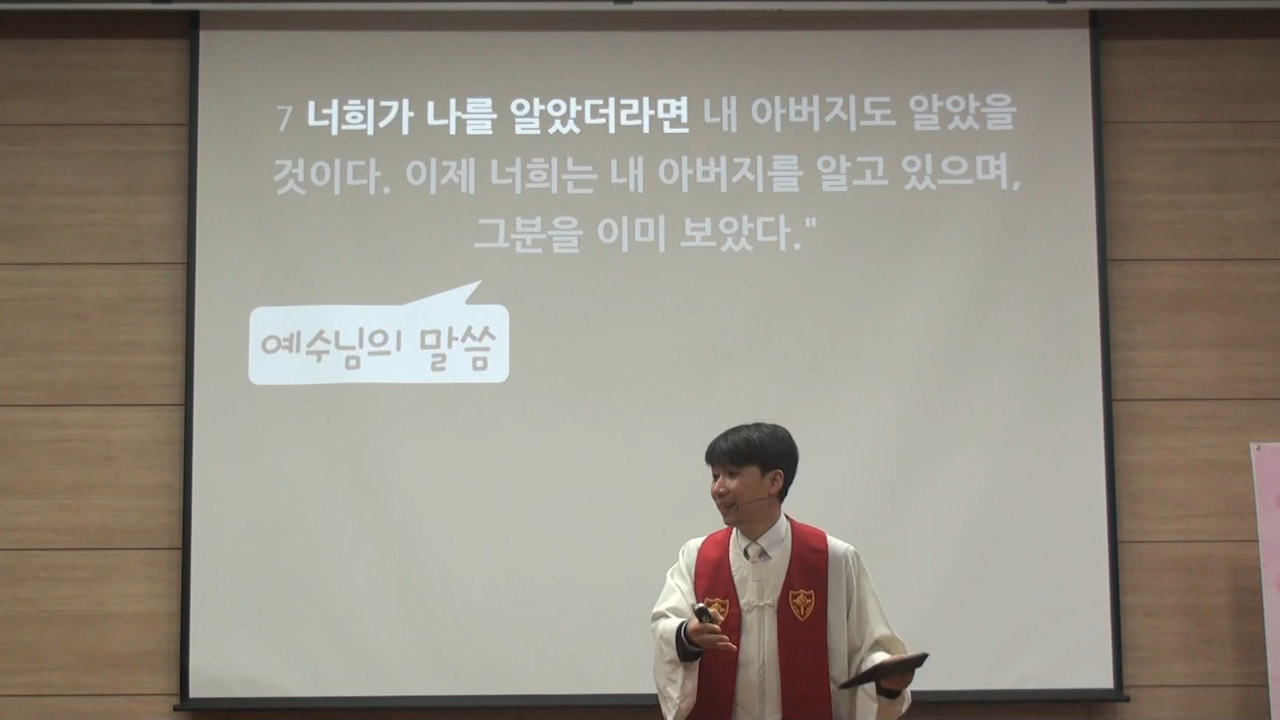 7 너희가 나를 알았더라면 내 아버지도 알았을
것이다. 이제 너희는 내 아버지를 알고 있으며,
그분을 이미 보았다."
예수님의 말씀